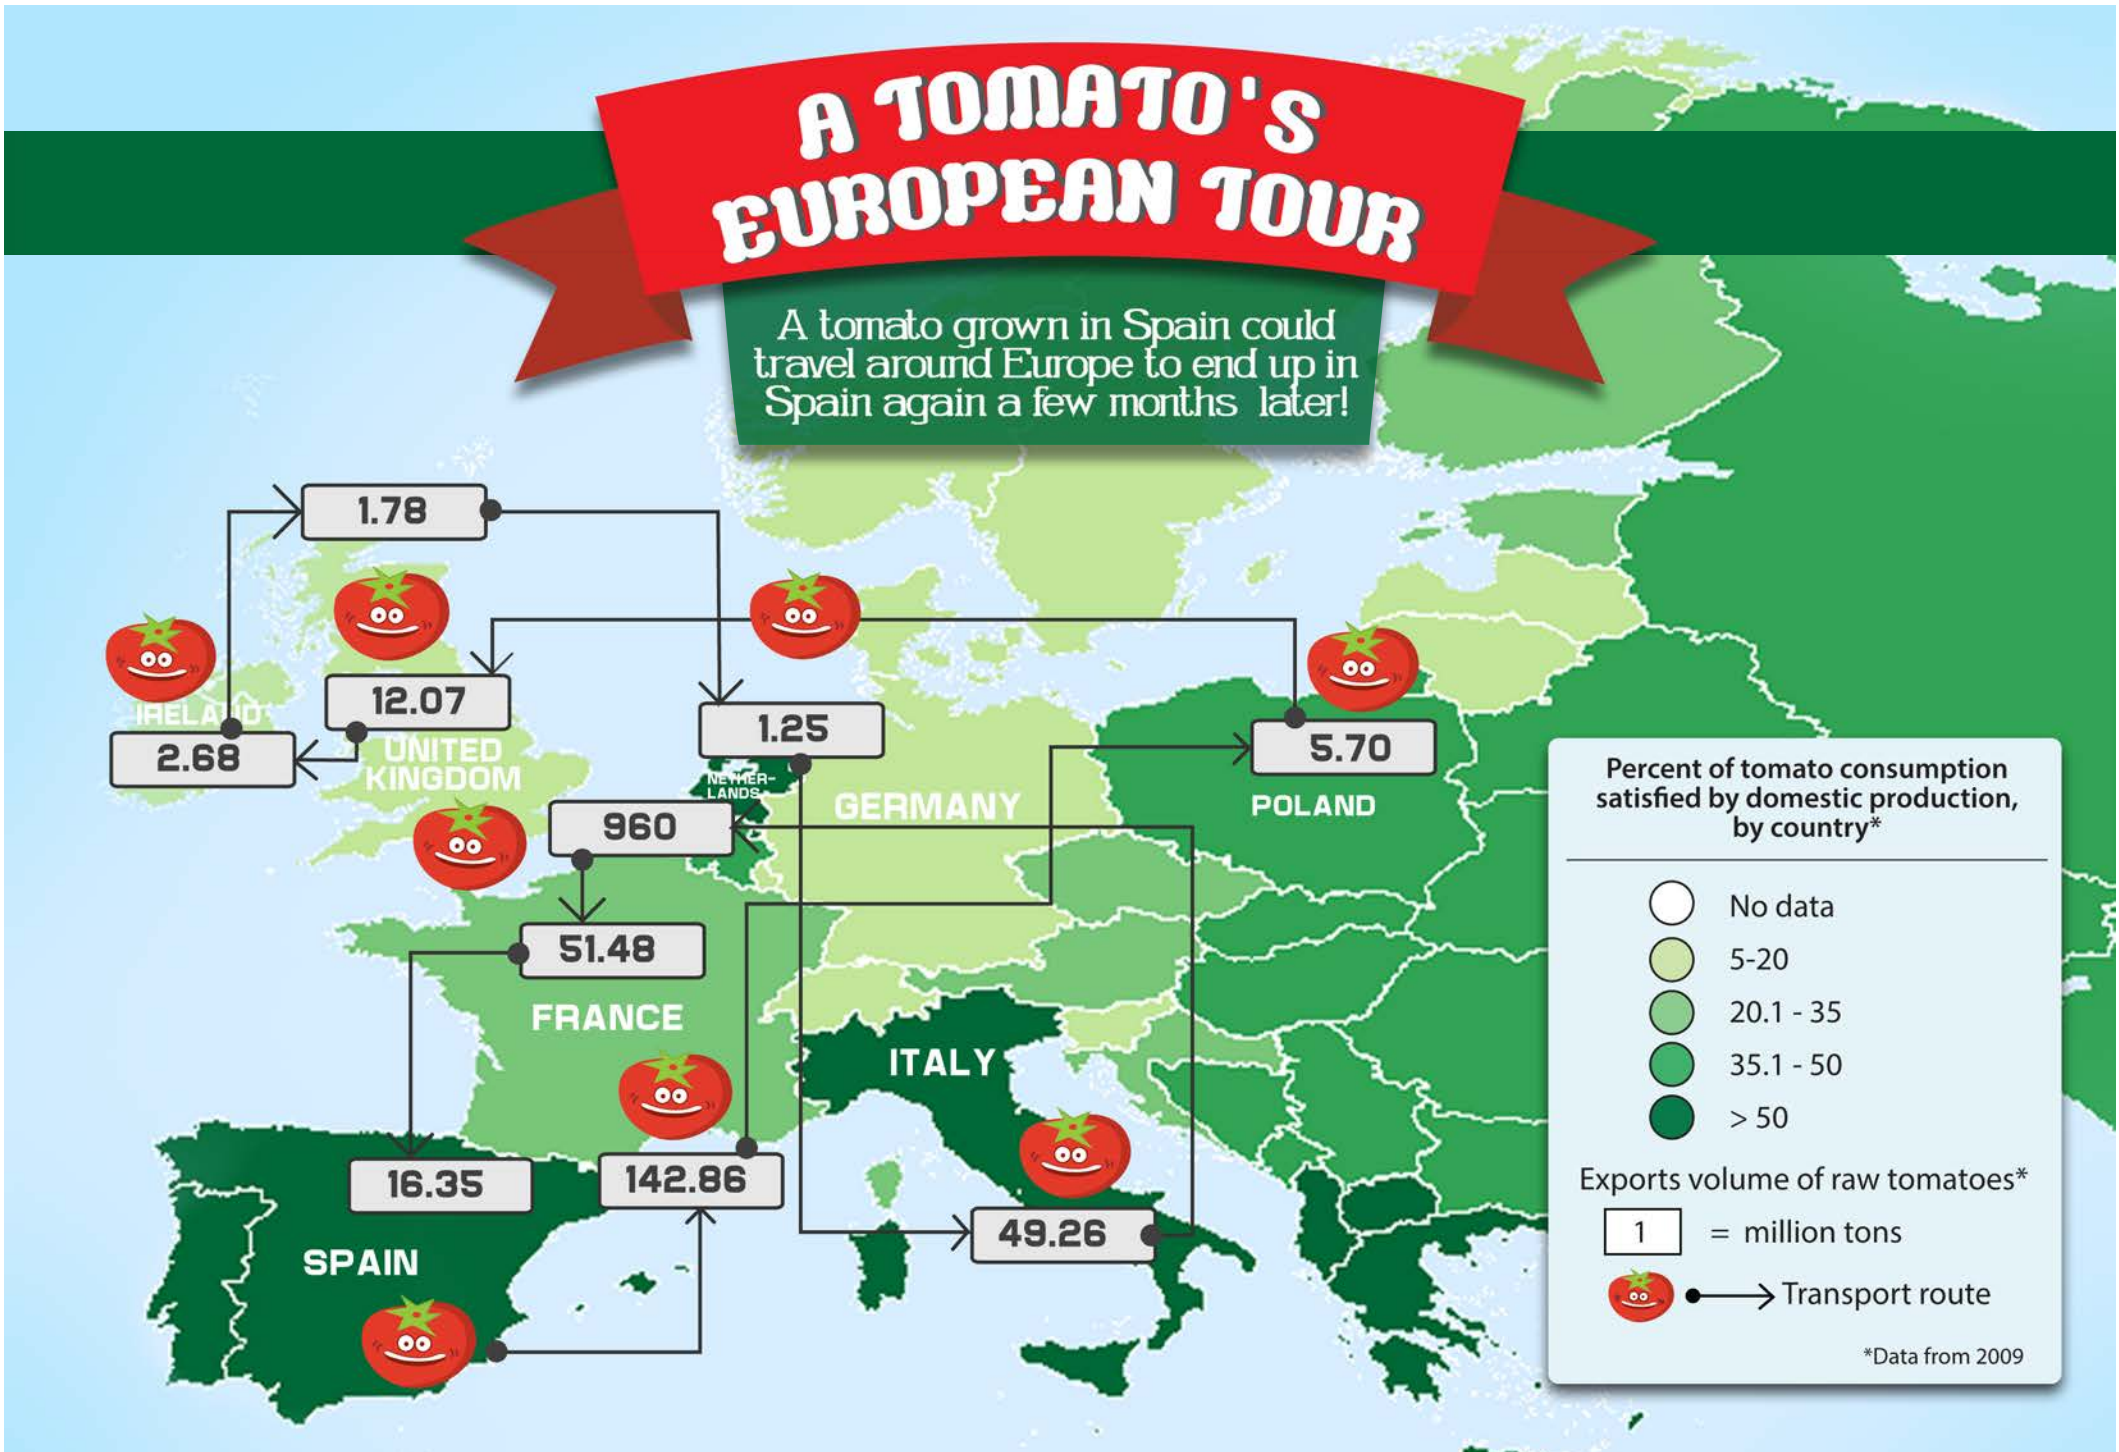 A TOMATO'S
EUROPEAN TOUR
A tomato grown in Spain could
travel around Europe to end up in
Spain again a few months later!
1.78
12.07
IRELAND
2.68
UNITED
KINGDOM
1.25
NETHER-
LANDS
GERMANY
5.70
POLAND
960
51.48
FRANCE
ITALY
16.35
142.86
49.26
SPAIN
Percent of tomato consumption
satisfied by domestic production,
by country*
No data
5-20
20.1 - 35
35.1 - 50
> 50
Exports volume of raw tomatoes*
1 = million tons
Transport route
*Data from 2009